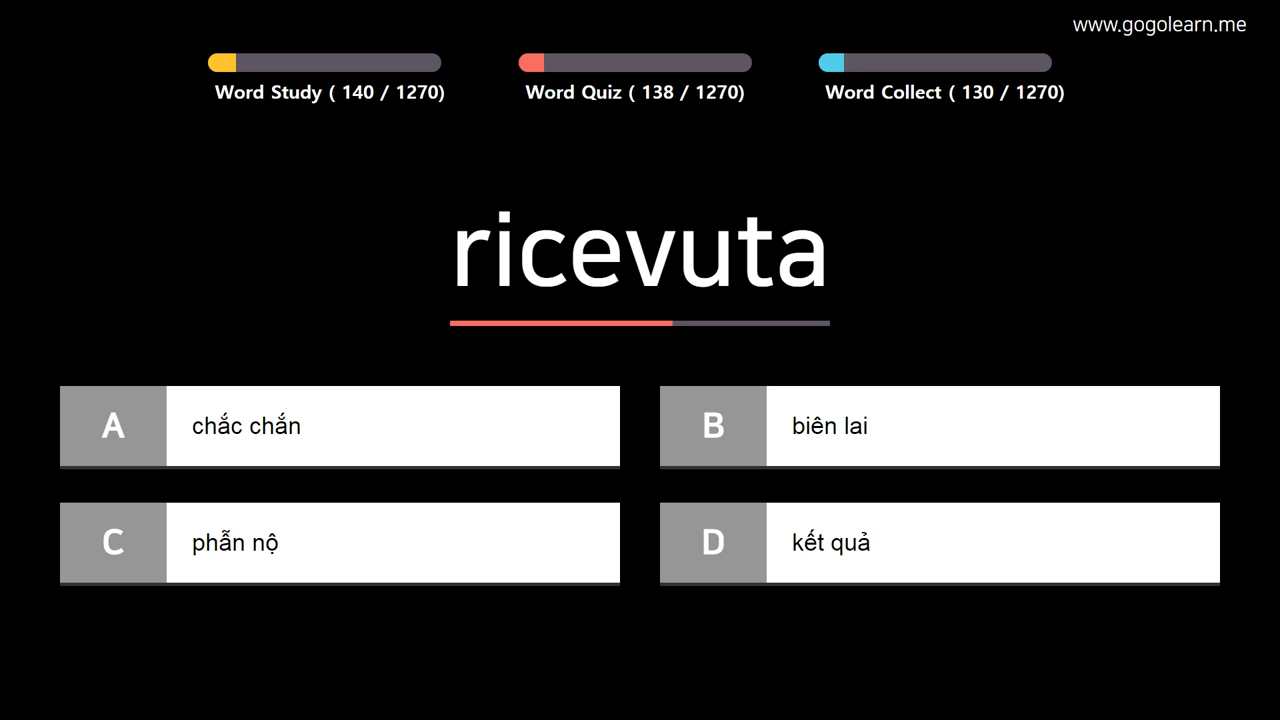 www.gogolearn.me
Word Study ( 140 / 1270)
Word Quiz ( 138 / 1270)
Word Collect ( 130 / 1270)
ricevuta
A
chắc chắn
B
biên lai
C
phẫn nộ
D
kết quả